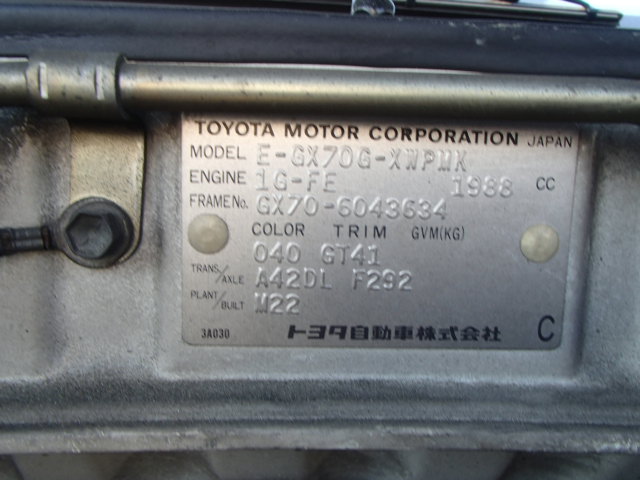 TOYOTA MOTOR CORPORATION JAPAN
MODEL E-GX70G-XWPMK
ENGINE 1G-FE 1988 CC
FRAME No. GX70-6043634
COLOR TRIM GVM(KG)
040 GT41
TRANS/AXLE A42DL F292
PLANT/BUILT M22
3A030 トヨタ自動車株式会社 C